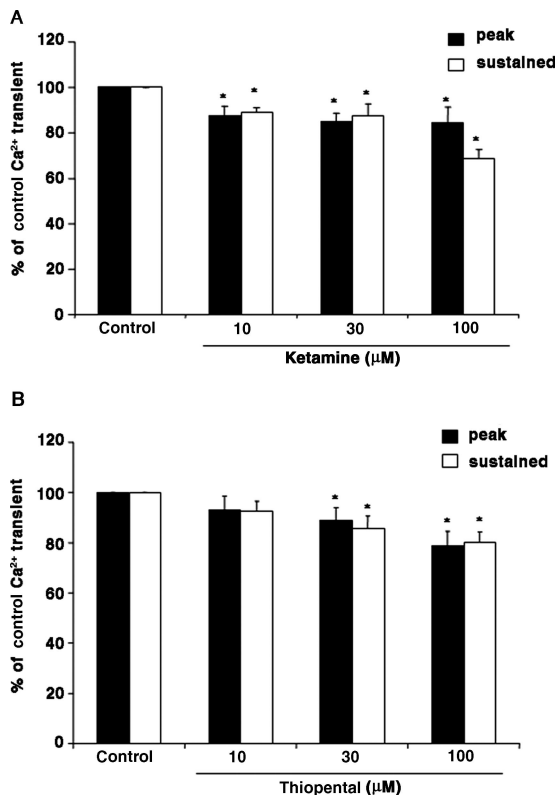 A
120
100
80
60
40
20
0
% of control Ca²⁺ transient
peak
sustained
* * * * * *
Control 10 30 100
Ketamine (μM)
B
120
100
80
60
40
20
0
% of control Ca²⁺ transient
peak
sustained
* * * *
Control 10 30 100
Thiopental (μM)